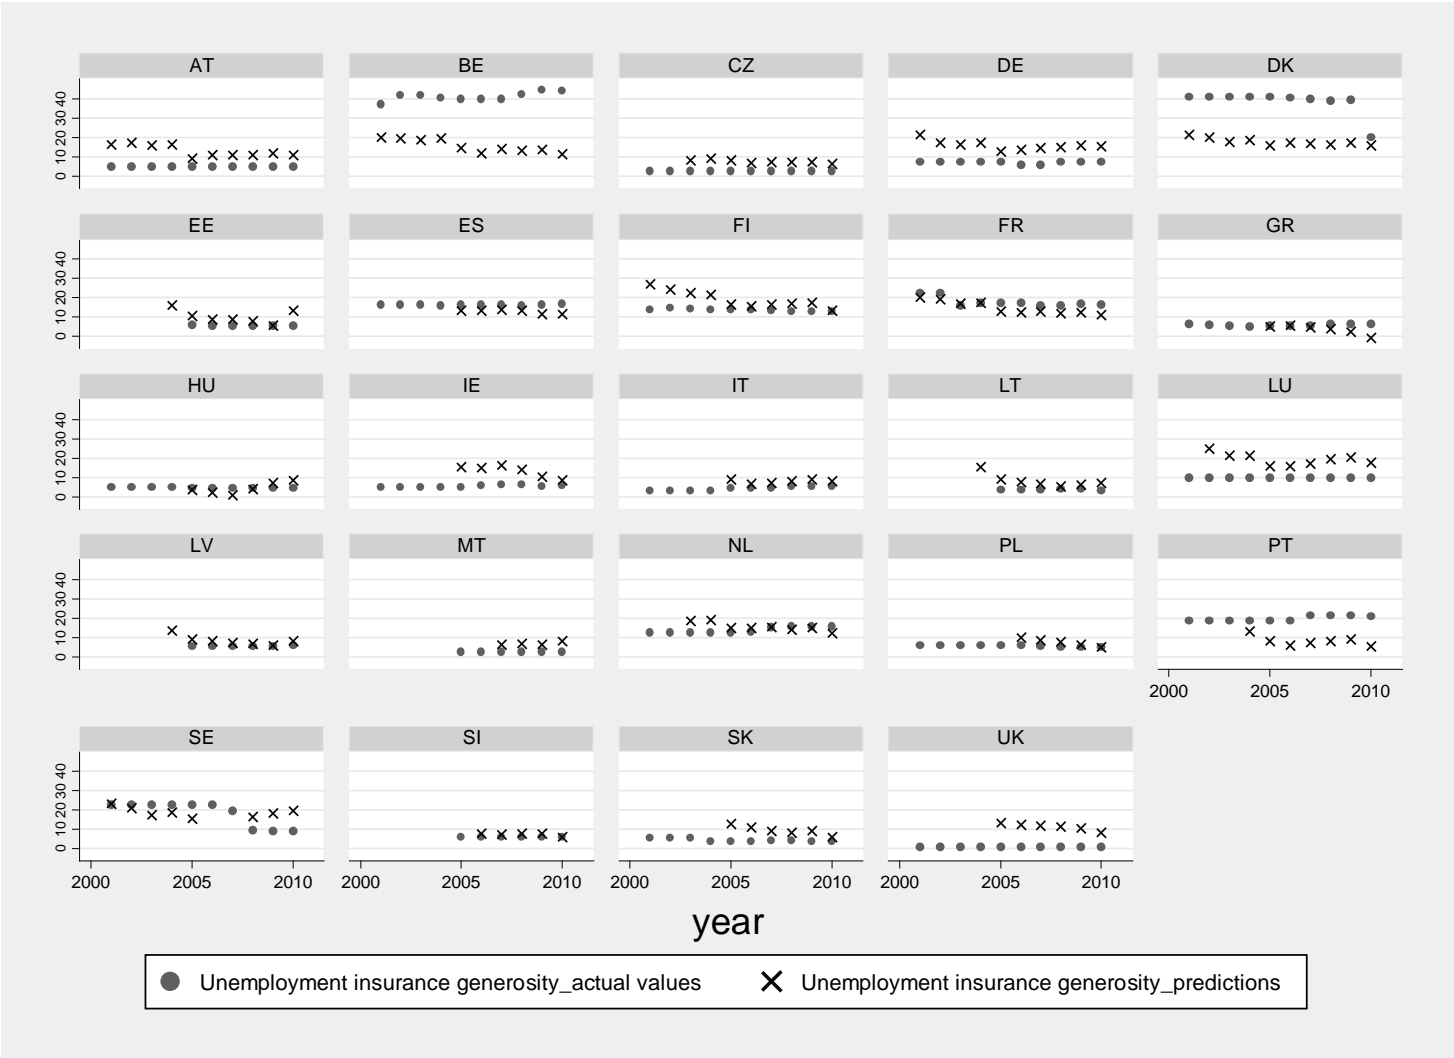 AT BE CZ DE DK
0 10 20 30 40
EE ES FI FR GR
0 10 20 30 40
HU IE IT LT LU
0 10 20 30 40
LV MT NL PL PT
0 10 20 30 40
2000 2005 2010
SE SI SK UK
0 10 20 30 40
2000 2005 2010 2000 2005 2010 2000 2005 2010 2000 2005 2010
year
Unemployment insurance generosity_actual values Unemployment insurance generosity_predictions